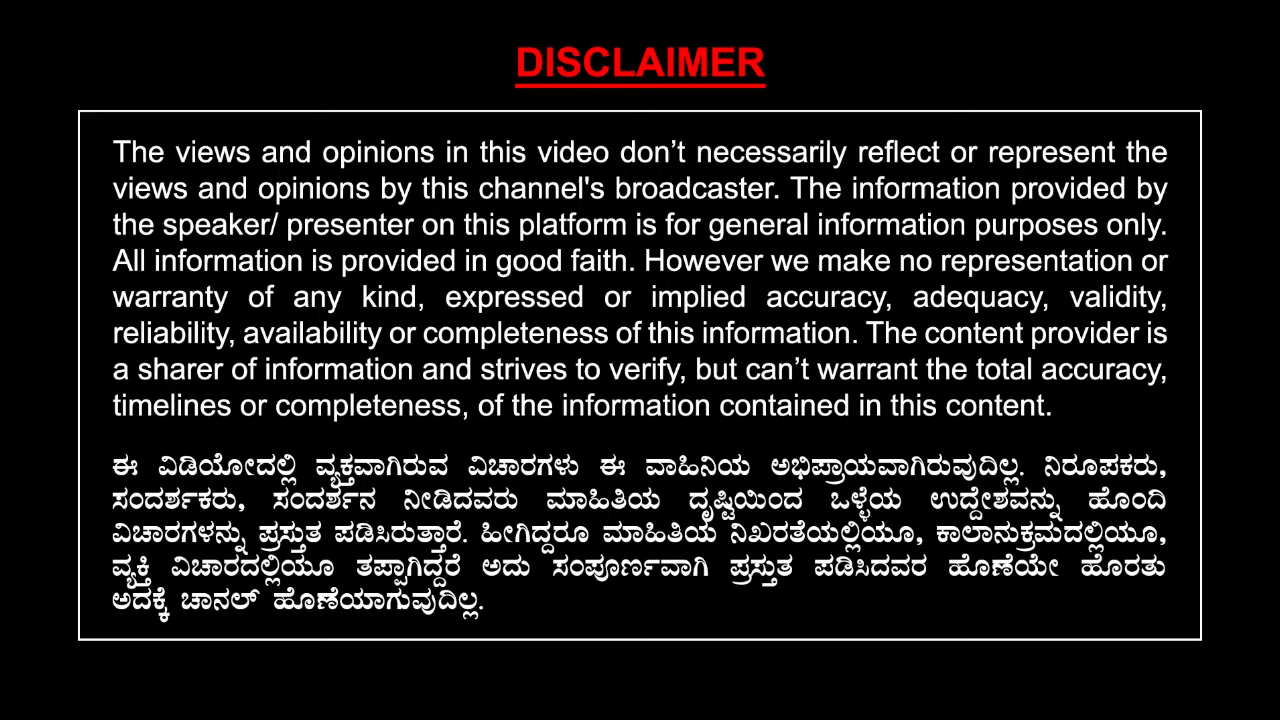 DISCLAIMER
The views and opinions in this video don’t necessarily reflect or represent the
views and opinions by this channel's broadcaster. The information provided by
the speaker/ presenter on this platform is for general information purposes only.
All information is provided in good faith. However we make no representation or
warranty of any kind, expressed or implied accuracy, adequacy, validity,
reliability, availability or completeness of this information. The content provider is
a sharer of information and strives to verify, but can’t warrant the total accuracy,
timelines or completeness, of the information contained in this content.
ಈ ವಿಡಿಯೋದಲ್ಲಿ ವ್ಯಕ್ತವಾಗಿರುವ ವಿಚಾರಗಳು ಈ ವಾಹಿನಿಯ ಅಭಿಪ್ರಾಯವಾಗಿರುವುದಿಲ್ಲ. ನಿರೂಪಕರು,
ಸಂದರ್ಶಕರು, ಸಂದರ್ಶನ ನೀಡಿದವರು ಮಾಹಿತಿಯ ದೃಷ್ಟಿಯಿಂದ ಒಳ್ಳೆಯ ಉದ್ದೇಶವನ್ನು ಹೊಂದಿ
ವಿಚಾರಗಳನ್ನು ಪ್ರಸ್ತುತ ಪಡಿಸಿರುತ್ತಾರೆ. ಹೀಗಿದ್ದರೂ ಮಾಹಿತಿಯ ನಿಖರತೆಯಲ್ಲಿಯೂ, ಕಾಲಾನುಕ್ರಮದಲ್ಲಿಯೂ,
ವ್ಯಕ್ತಿ ವಿಚಾರದಲ್ಲಿಯೂ ತಪ್ಪಾಗಿದ್ದರೆ ಅದು ಸಂಪೂರ್ಣವಾಗಿ ಪ್ರಸ್ತುತ ಪಡಿಸಿದವರ ಹೊಣೆಯೇ ಹೊರತು
ಅದಕ್ಕೆ ಚಾನಲ್ ಹೊಣೆಯಾಗುವುದಿಲ್ಲ.